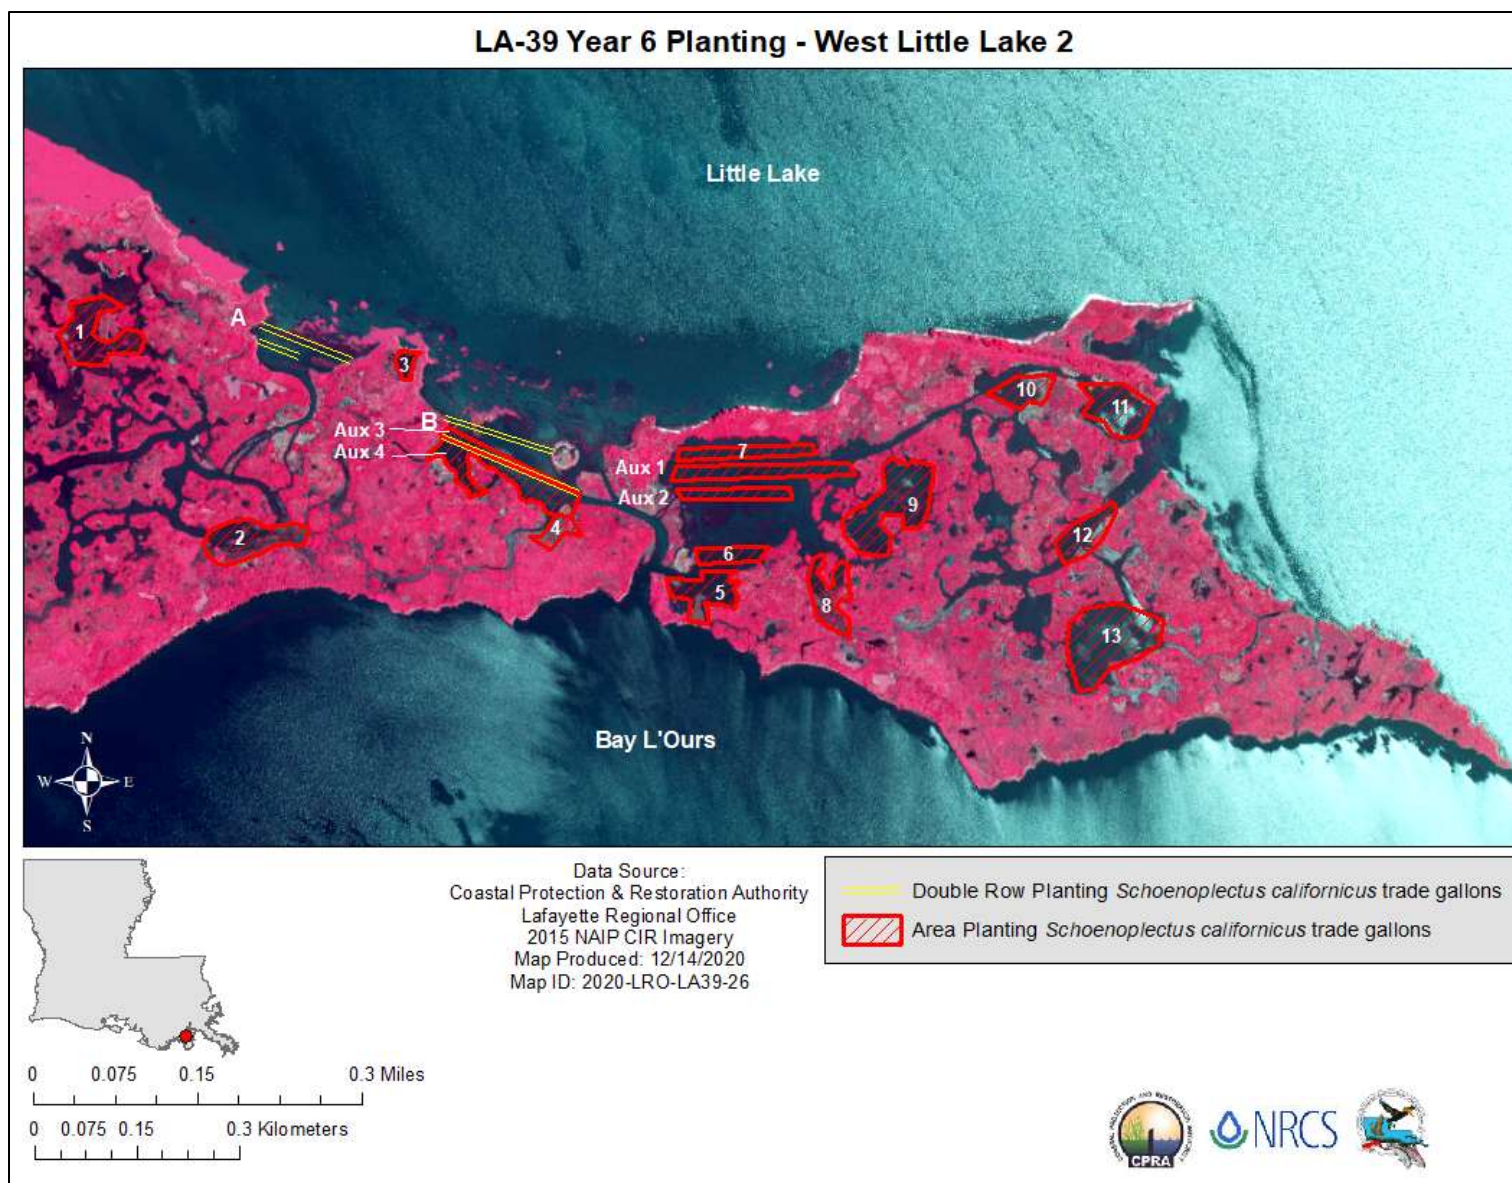 LA-39 Year 6 Planting - West Little Lake 2
Little Lake
1
A
3
B
Aux 3
Aux 4
2
4
7
Aux 1
Aux 2
6
5
8
9
10
11
12
13
Bay L'Ours
N
W E
S
Data Source:
Coastal Protection & Restoration Authority
Lafayette Regional Office
2015 NAIP CIR Imagery
Map Produced: 12/14/2020
Map ID: 2020-LRO-LA39-26
Double Row Planting Schoenoplectus californicus trade gallons
Area Planting Schoenoplectus californicus trade gallons
0 0.075 0.15 0.3 Miles
0 0.075 0.15 0.3 Kilometers
CPRA
NRCS